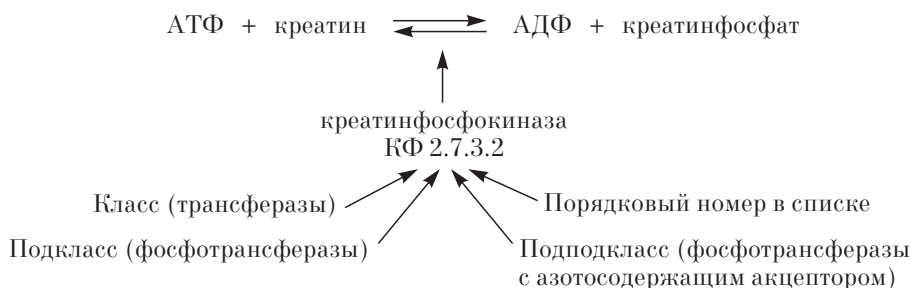 АТФ + креатин АДФ + креатинфосфат
креатинфосфокиназа
КФ 2.7.3.2
Класс (трансферазы)
Порядковый номер в списке
Подкласс (фосфотрансферазы)
Подподкласс (фосфотрансферазы
с азотосодержащим акцептором)